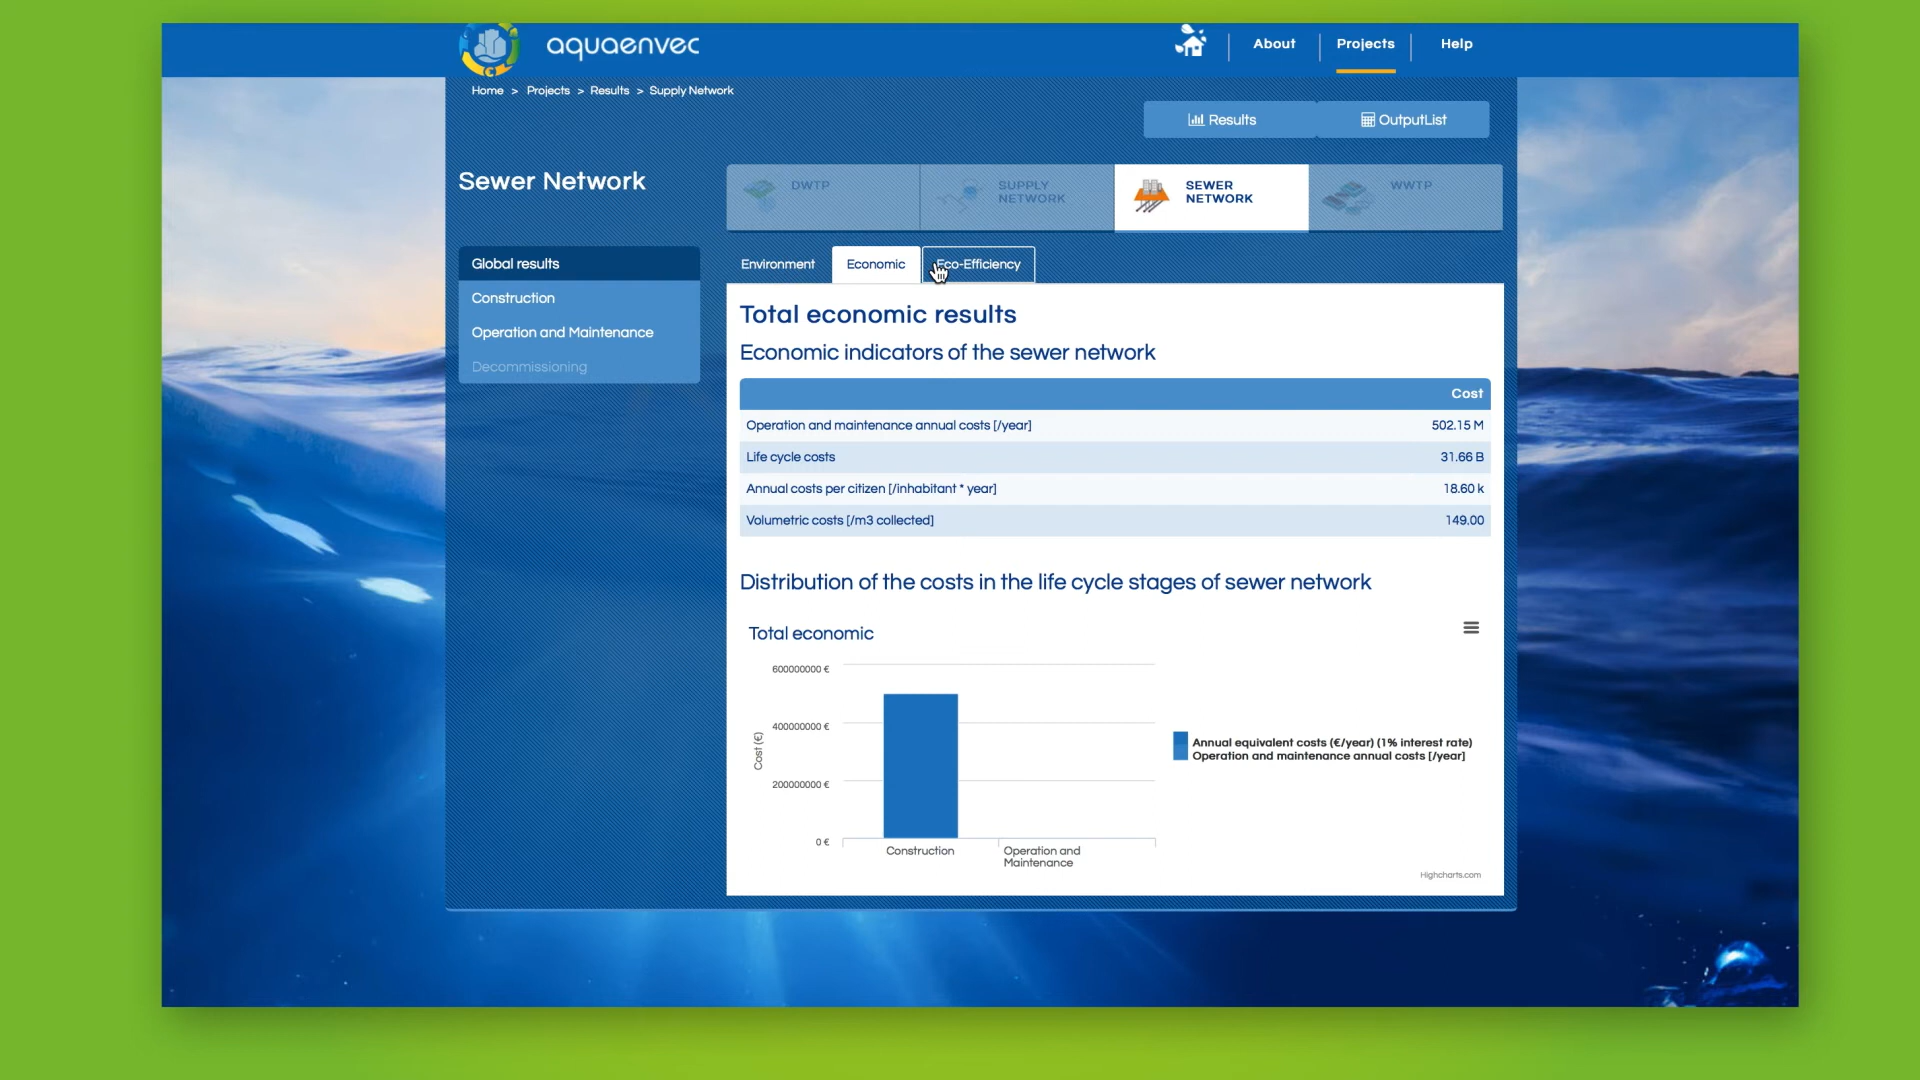 aquaenvec
About
Projects
Help
Home > Projects > Results > Supply Network
Results
OutputList
Sewer Network
DWTP
SUPPLY
NETWORK
SEWER
NETWORK
WWTP
Global results
Construction
Operation and Maintenance
Decommissioning
Environment
Economic
Eco-Efficiency
Total economic results
Economic indicators of the sewer network
Cost
Operation and maintenance annual costs [/year] 502.15 M
Life cycle costs 31.66 B
Annual costs per citizen [/inhabitant * year] 18.60 k
Volumetric costs [/m3 collected] 149.00
Distribution of the costs in the life cycle stages of sewer network
Total economic
600000000 €
400000000 €
200000000 €
0 €
Cost (€)
Construction
Operation and
Maintenance
Annual equivalent costs (€/year) (1% interest rate)
Operation and maintenance annual costs [/year]
Highcharts.com